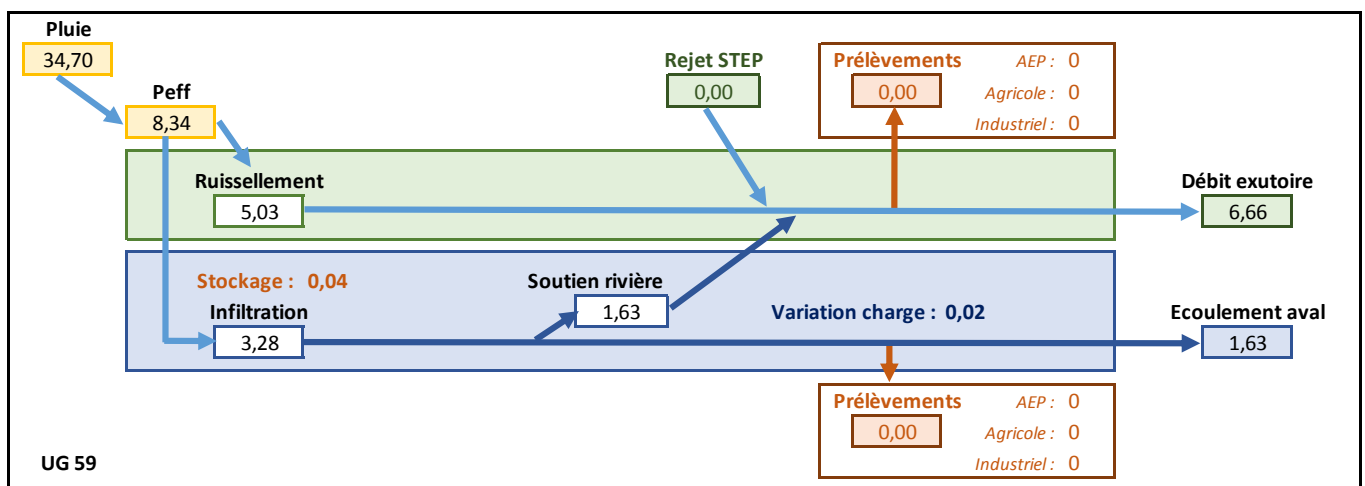 Pluie
34,70
Peff
8,34
Rejet STEP
0,00
Prélèvements
0,00
AEP : 0
Agricole : 0
Industriel : 0
Ruissellement
5,03
Débit exutoire
6,66
Stockage : 0,04
Infiltration
3,28
Soutien rivière
1,63
Variation charge : 0,02
Ecoulement aval
1,63
Prélèvements
0,00
AEP : 0
Agricole : 0
Industriel : 0
UG 59